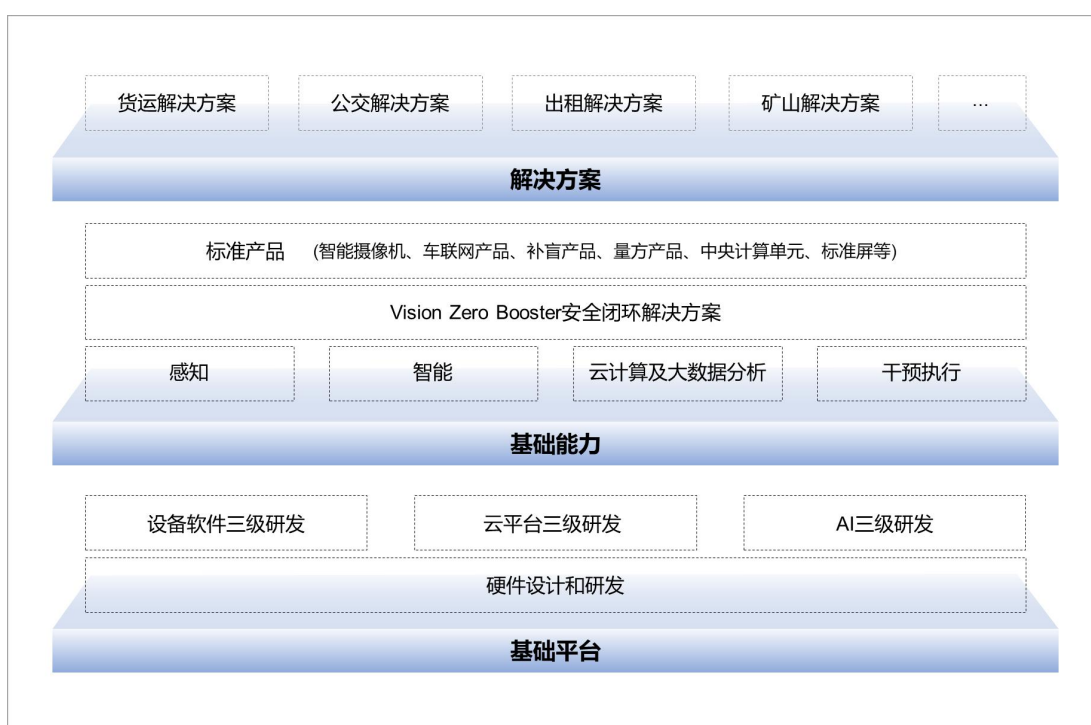 货运解决方案 公交解决方案 出租解决方案 矿山解决方案 …
解决方案
标准产品 (智能摄像机、车联网产品、补盲产品、量方产品、中央计算单元、标准屏等)
Vision Zero Booster安全闭环解决方案
感知 智能 云计算及大数据分析 干预执行
基础能力
设备软件三级研发 云平台三级研发 AI三级研发
硬件设计和研发
基础平台